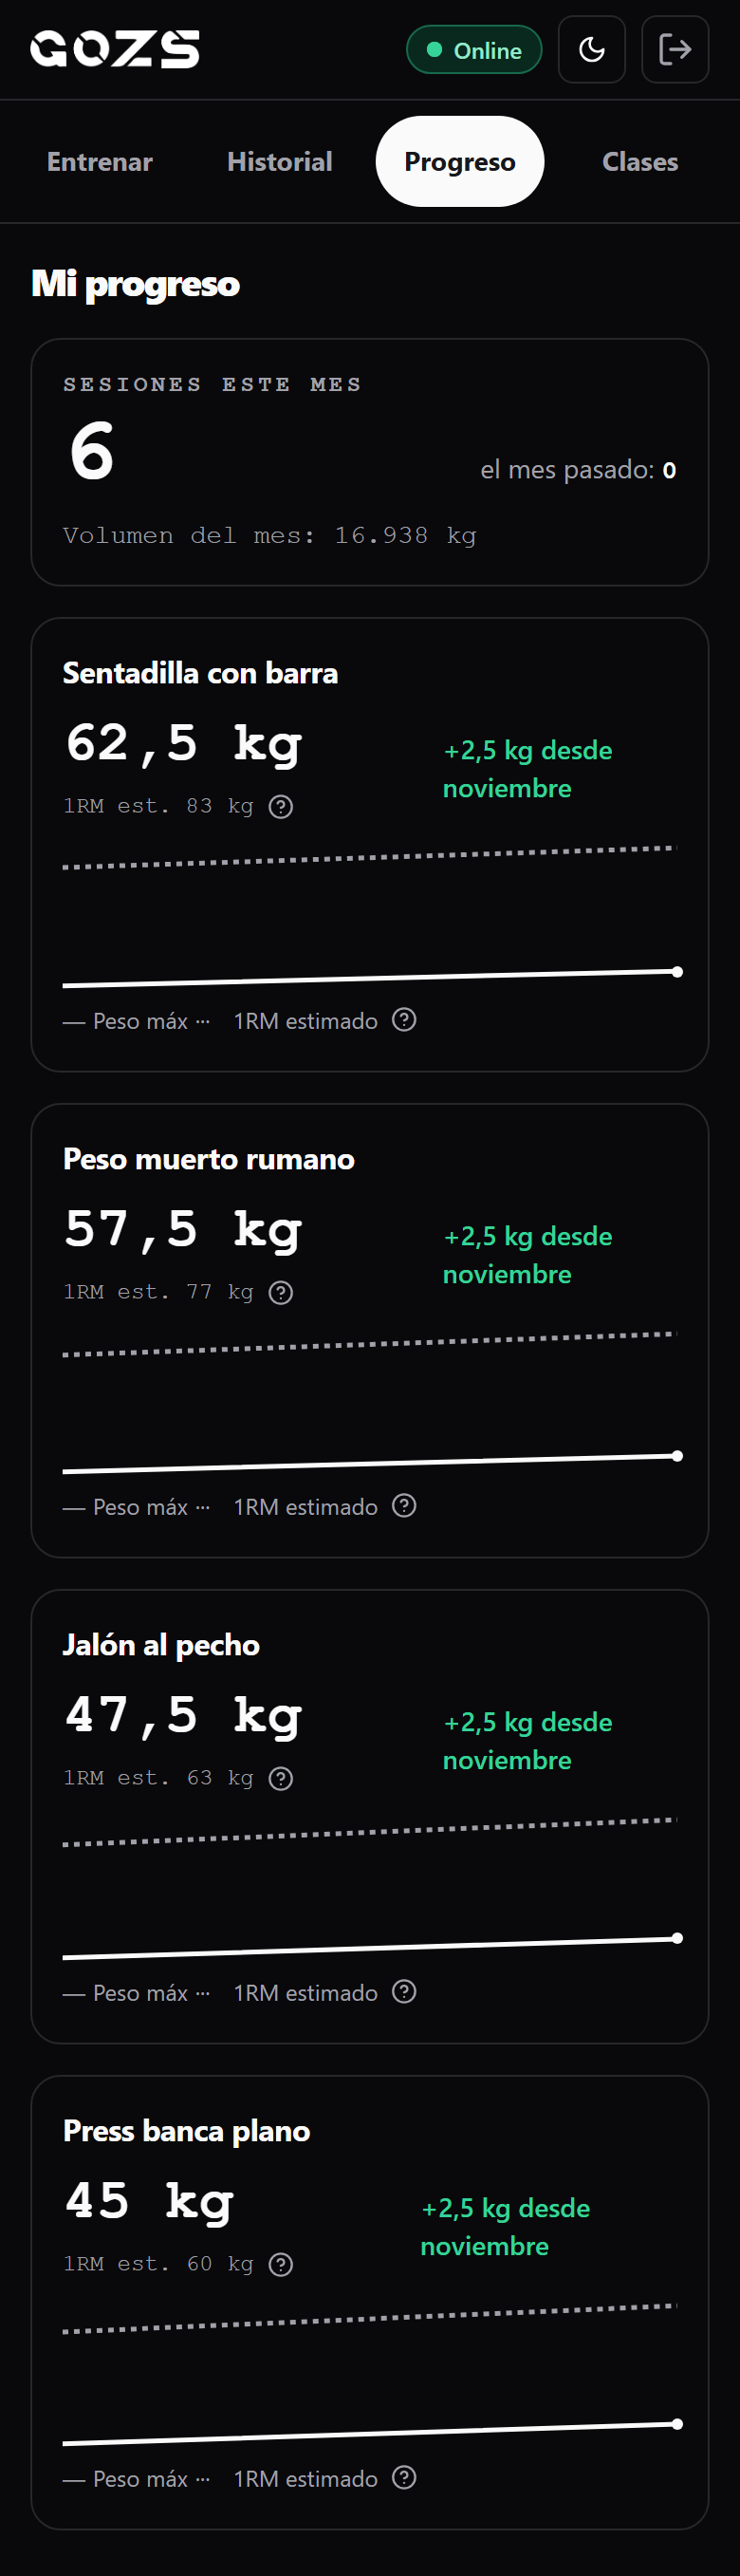 GOZS
Online
Entrenar Historial Progreso Clases
Mi progreso
SESIONES ESTE MES
6
el mes pasado: 0
Volumen del mes: 16.938 kg
Sentadilla con barra
62,5 kg
+2,5 kg desde
noviembre
1RM est. 83 kg ?
— Peso máx ··· 1RM estimado ?
Peso muerto rumano
57,5 kg
+2,5 kg desde
noviembre
1RM est. 77 kg ?
— Peso máx ··· 1RM estimado ?
Jalón al pecho
47,5 kg
+2,5 kg desde
noviembre
1RM est. 63 kg ?
— Peso máx ··· 1RM estimado ?
Press banca plano
45 kg
+2,5 kg desde
noviembre
1RM est. 60 kg ?
— Peso máx ··· 1RM estimado ?